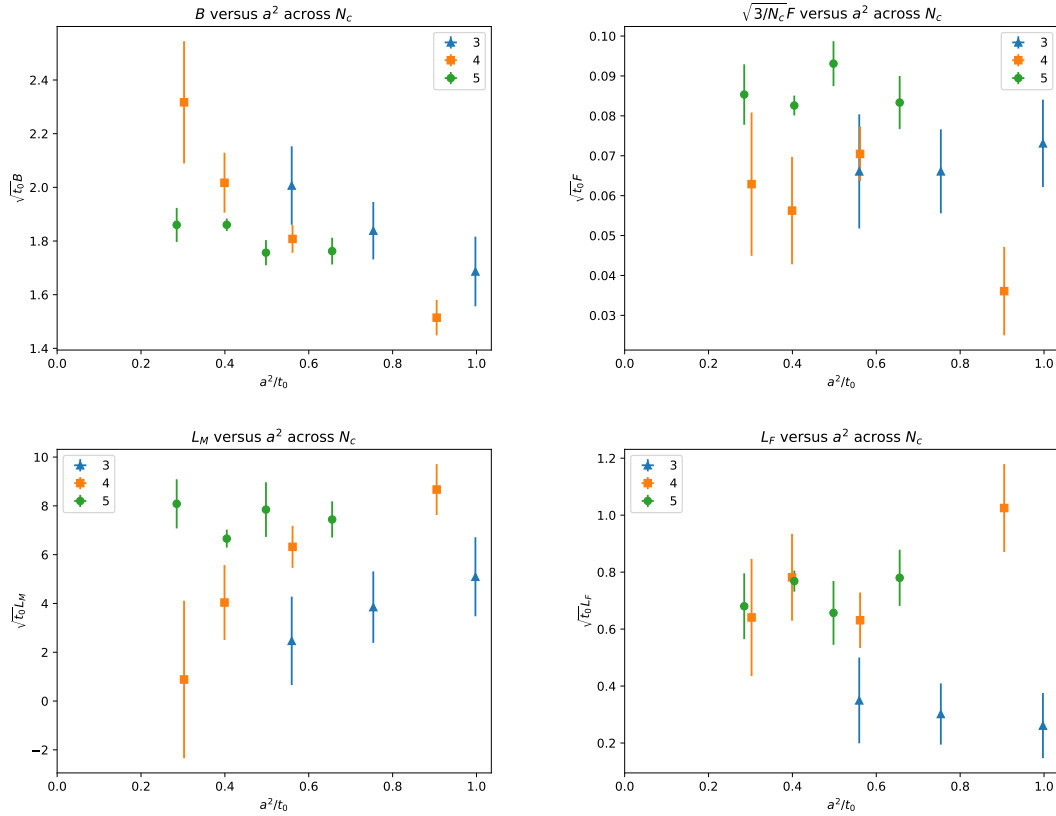 B versus a² across N_c
3
4
5
2.4
2.2
2.0
1.8
1.6
1.4
√t₀B
0.0 0.2 0.4 0.6 0.8 1.0
a²/t₀
√3/N_c F versus a² across N_c
3
4
5
0.10
0.09
0.08
0.07
0.06
0.05
0.04
0.03
√t₀F
0.0 0.2 0.4 0.6 0.8 1.0
a²/t₀
L_M versus a² across N_c
3
4
5
10
8
6
4
2
0
−2
√t₀L_M
0.0 0.2 0.4 0.6 0.8 1.0
a²/t₀
L_F versus a² across N_c
3
4
5
1.2
1.0
0.8
0.6
0.4
0.2
√t₀L_F
0.0 0.2 0.4 0.6 0.8 1.0
a²/t₀